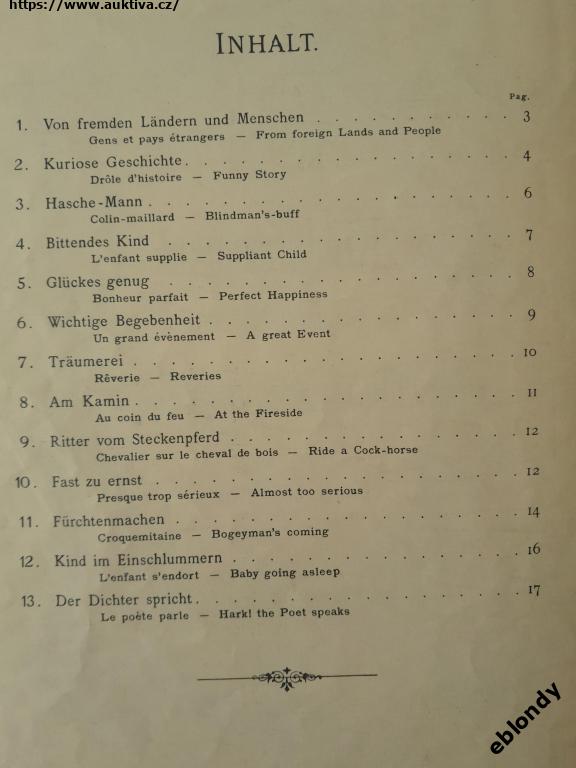 https://www.auktiva.cz/
INHALT.
Pag.
1. Von fremden Ländern und Menschen . . . . . . . . . . . 3
Gens et pays étrangers — From foreign Lands and People
2. Kuriose Geschichte . . . . . . . . . . . . . . . 4
Drôle d'histoire — Funny Story
3. Hasche-Mann . . . . . . . . . . . . . . . . 6
Colin-maillard — Blindman's-buff
4. Bittendes Kind . . . . . . . . . . . . . . . 7
L'enfant supplie — Suppliant Child
5. Glückes genug . . . . . . . . . . . . . . . 8
Bonheur parfait — Perfect Happiness
6. Wichtige Begebenheit . . . . . . . . . . . . . 9
Un grand évènement — A great Event
7. Träumerei . . . . . . . . . . . . . . . . . 10
Rêverie — Reveries
8. Am Kamin . . . . . . . . . . . . . . . . . 11
Au coin du feu — At the Fireside
9. Ritter vom Steckenpferd . . . . . . . . . . . . 12
Chevalier sur le cheval de bois — Ride a Cock-horse
10. Fast zu ernst . . . . . . . . . . . . . . . . 12
Presque trop sérieux — Almost too serious
11. Fürchtenmachen . . . . . . . . . . . . . . . 14
Croquemitaine — Bogeyman's coming
12. Kind im Einschlummern . . . . . . . . . . . . 16
L'enfant s'endort — Baby going asleep
13. Der Dichter spricht . . . . . . . . . . . . . . 17
Le poète parle — Hark! the Poet speaks
eblondy